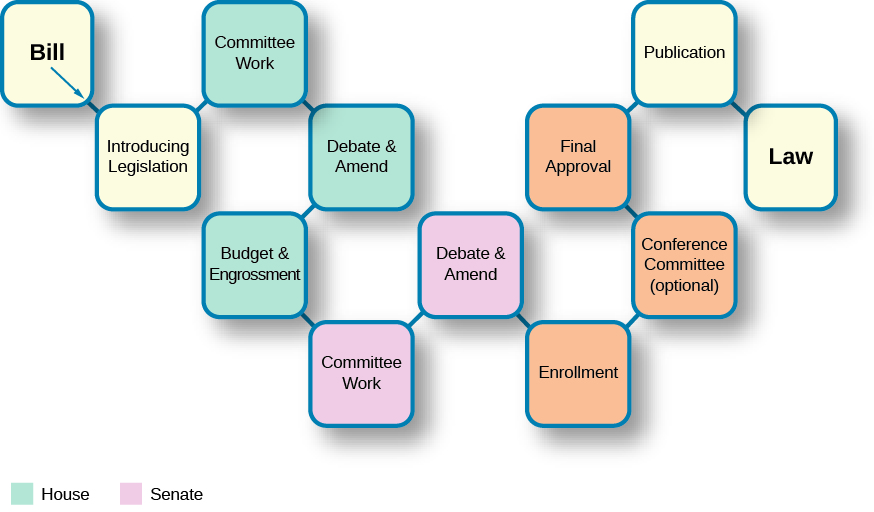 Bill
Introducing
Legislation
Committee
Work
Debate &
Amend
Budget &
Engrossment
Committee
Work
Debate &
Amend
Enrollment
Conference
Committee
(optional)
Final
Approval
Publication
Law
House
Senate